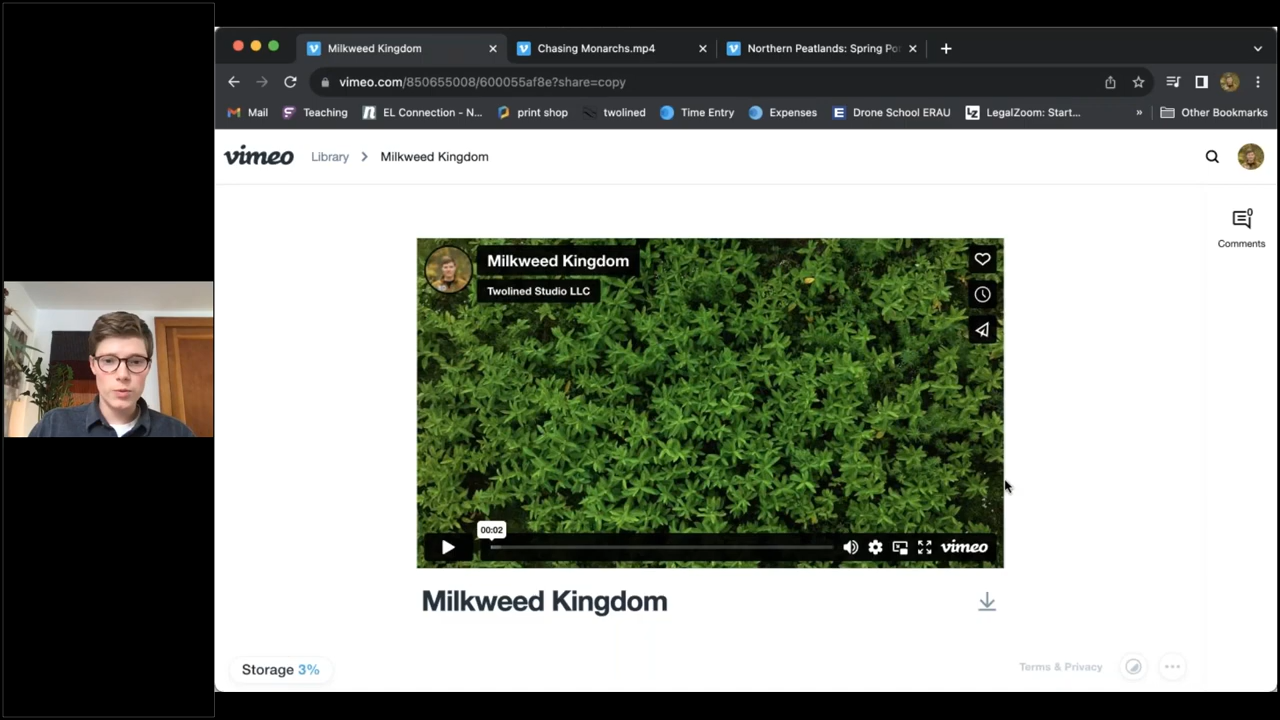 Milkweed Kingdom
Chasing Monarchs.mp4
Northern Peatlands: Spring Po
vimeo.com/850655008/600055af8e?share=copy
Mail
Teaching
EL Connection - N...
print shop
twolined
Time Entry
Expenses
E
Drone School ERAU
LZ
LegalZoom: Start...
»
Other Bookmarks
vimeo
Library > Milkweed Kingdom
0
Comments
Milkweed Kingdom
Twolined Studio LLC
00:02
vimeo
Milkweed Kingdom
Storage 3%
Terms & Privacy